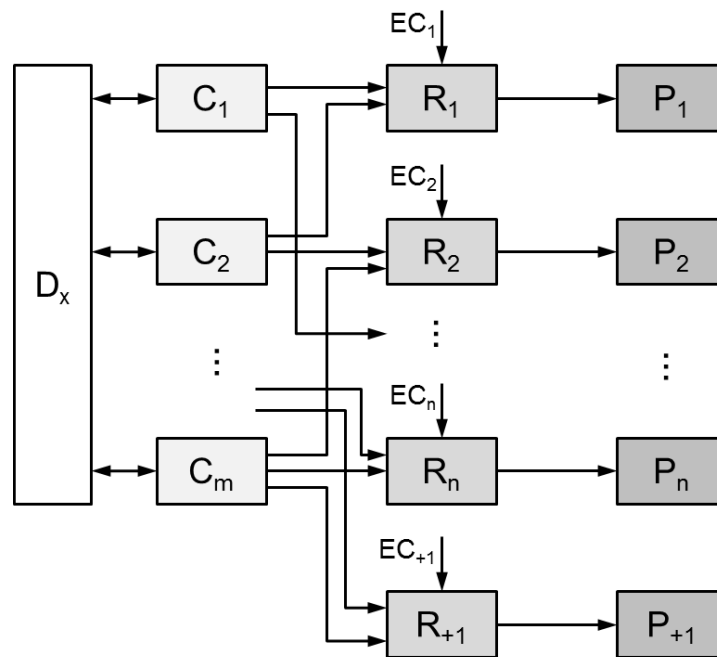 EC₁
C₁
R₁
P₁
EC₂
C₂
R₂
P₂
Dₓ
⋮
⋮
⋮
ECₙ
Cₘ
Rₙ
Pₙ
EC₊₁
R₊₁
P₊₁